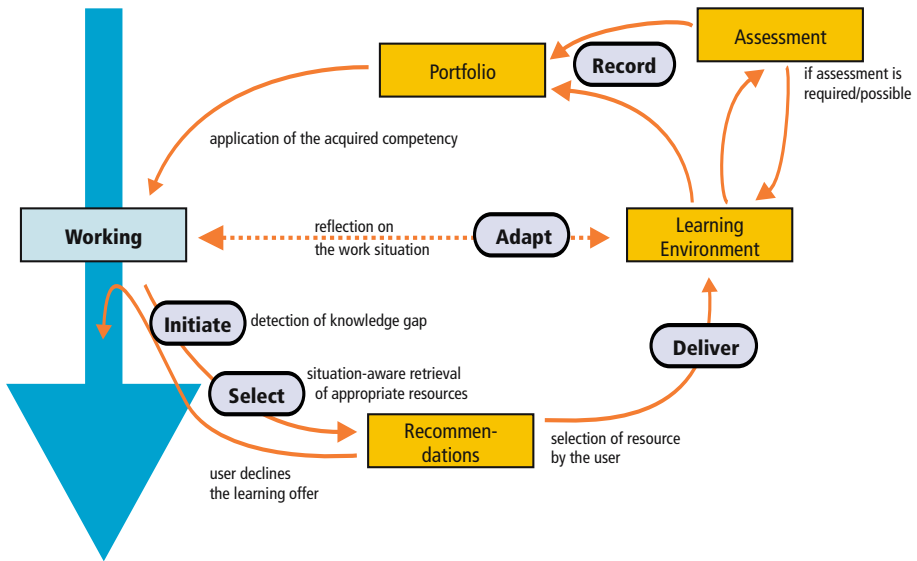 Assessment
Portfolio
Record
if assessment is
required/possible
application of the acquired competency
Working
reflection on
the work situation
Adapt
Learning
Environment
Initiate
detection of knowledge gap
Deliver
Select
situation-aware retrieval
of appropriate resources
Recommen-
dations
selection of resource
by the user
user declines
the learning offer